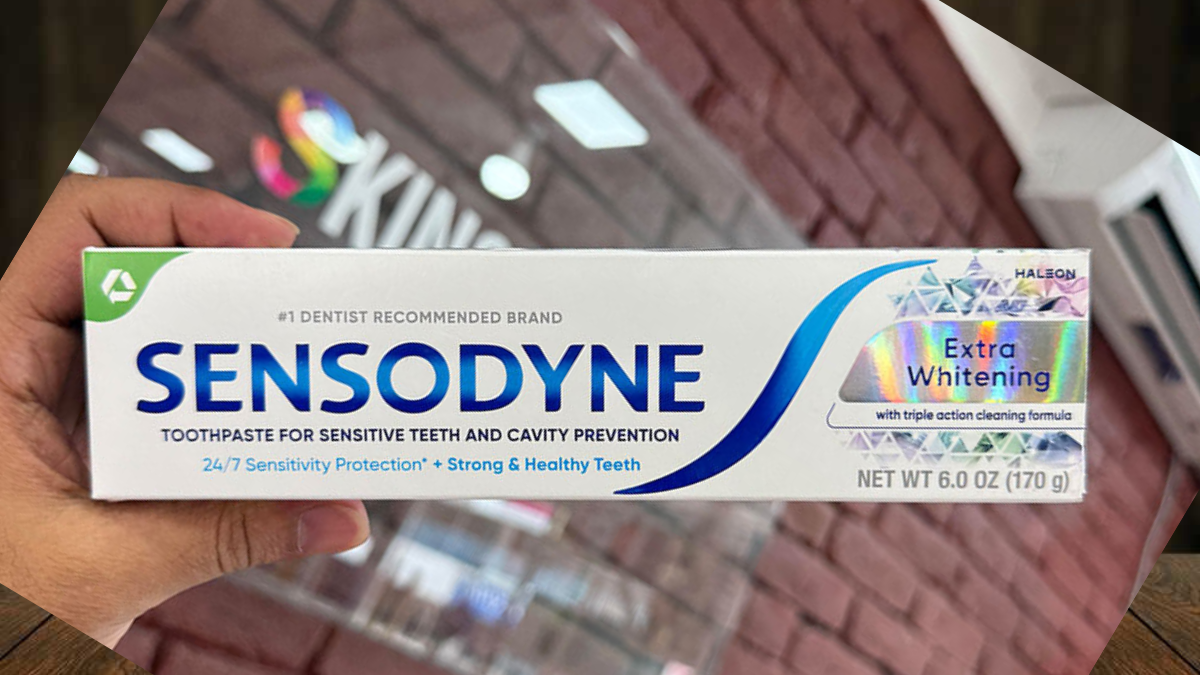 KING
#1 DENTIST RECOMMENDED BRAND
SENSODYNE
TOOTHPASTE FOR SENSITIVE TEETH AND CAVITY PREVENTION
24/7 Sensitivity Protection* + Strong & Healthy Teeth
HALEON
Extra
Whitening
with triple action cleaning formula
NET WT 6.0 OZ (170 g)